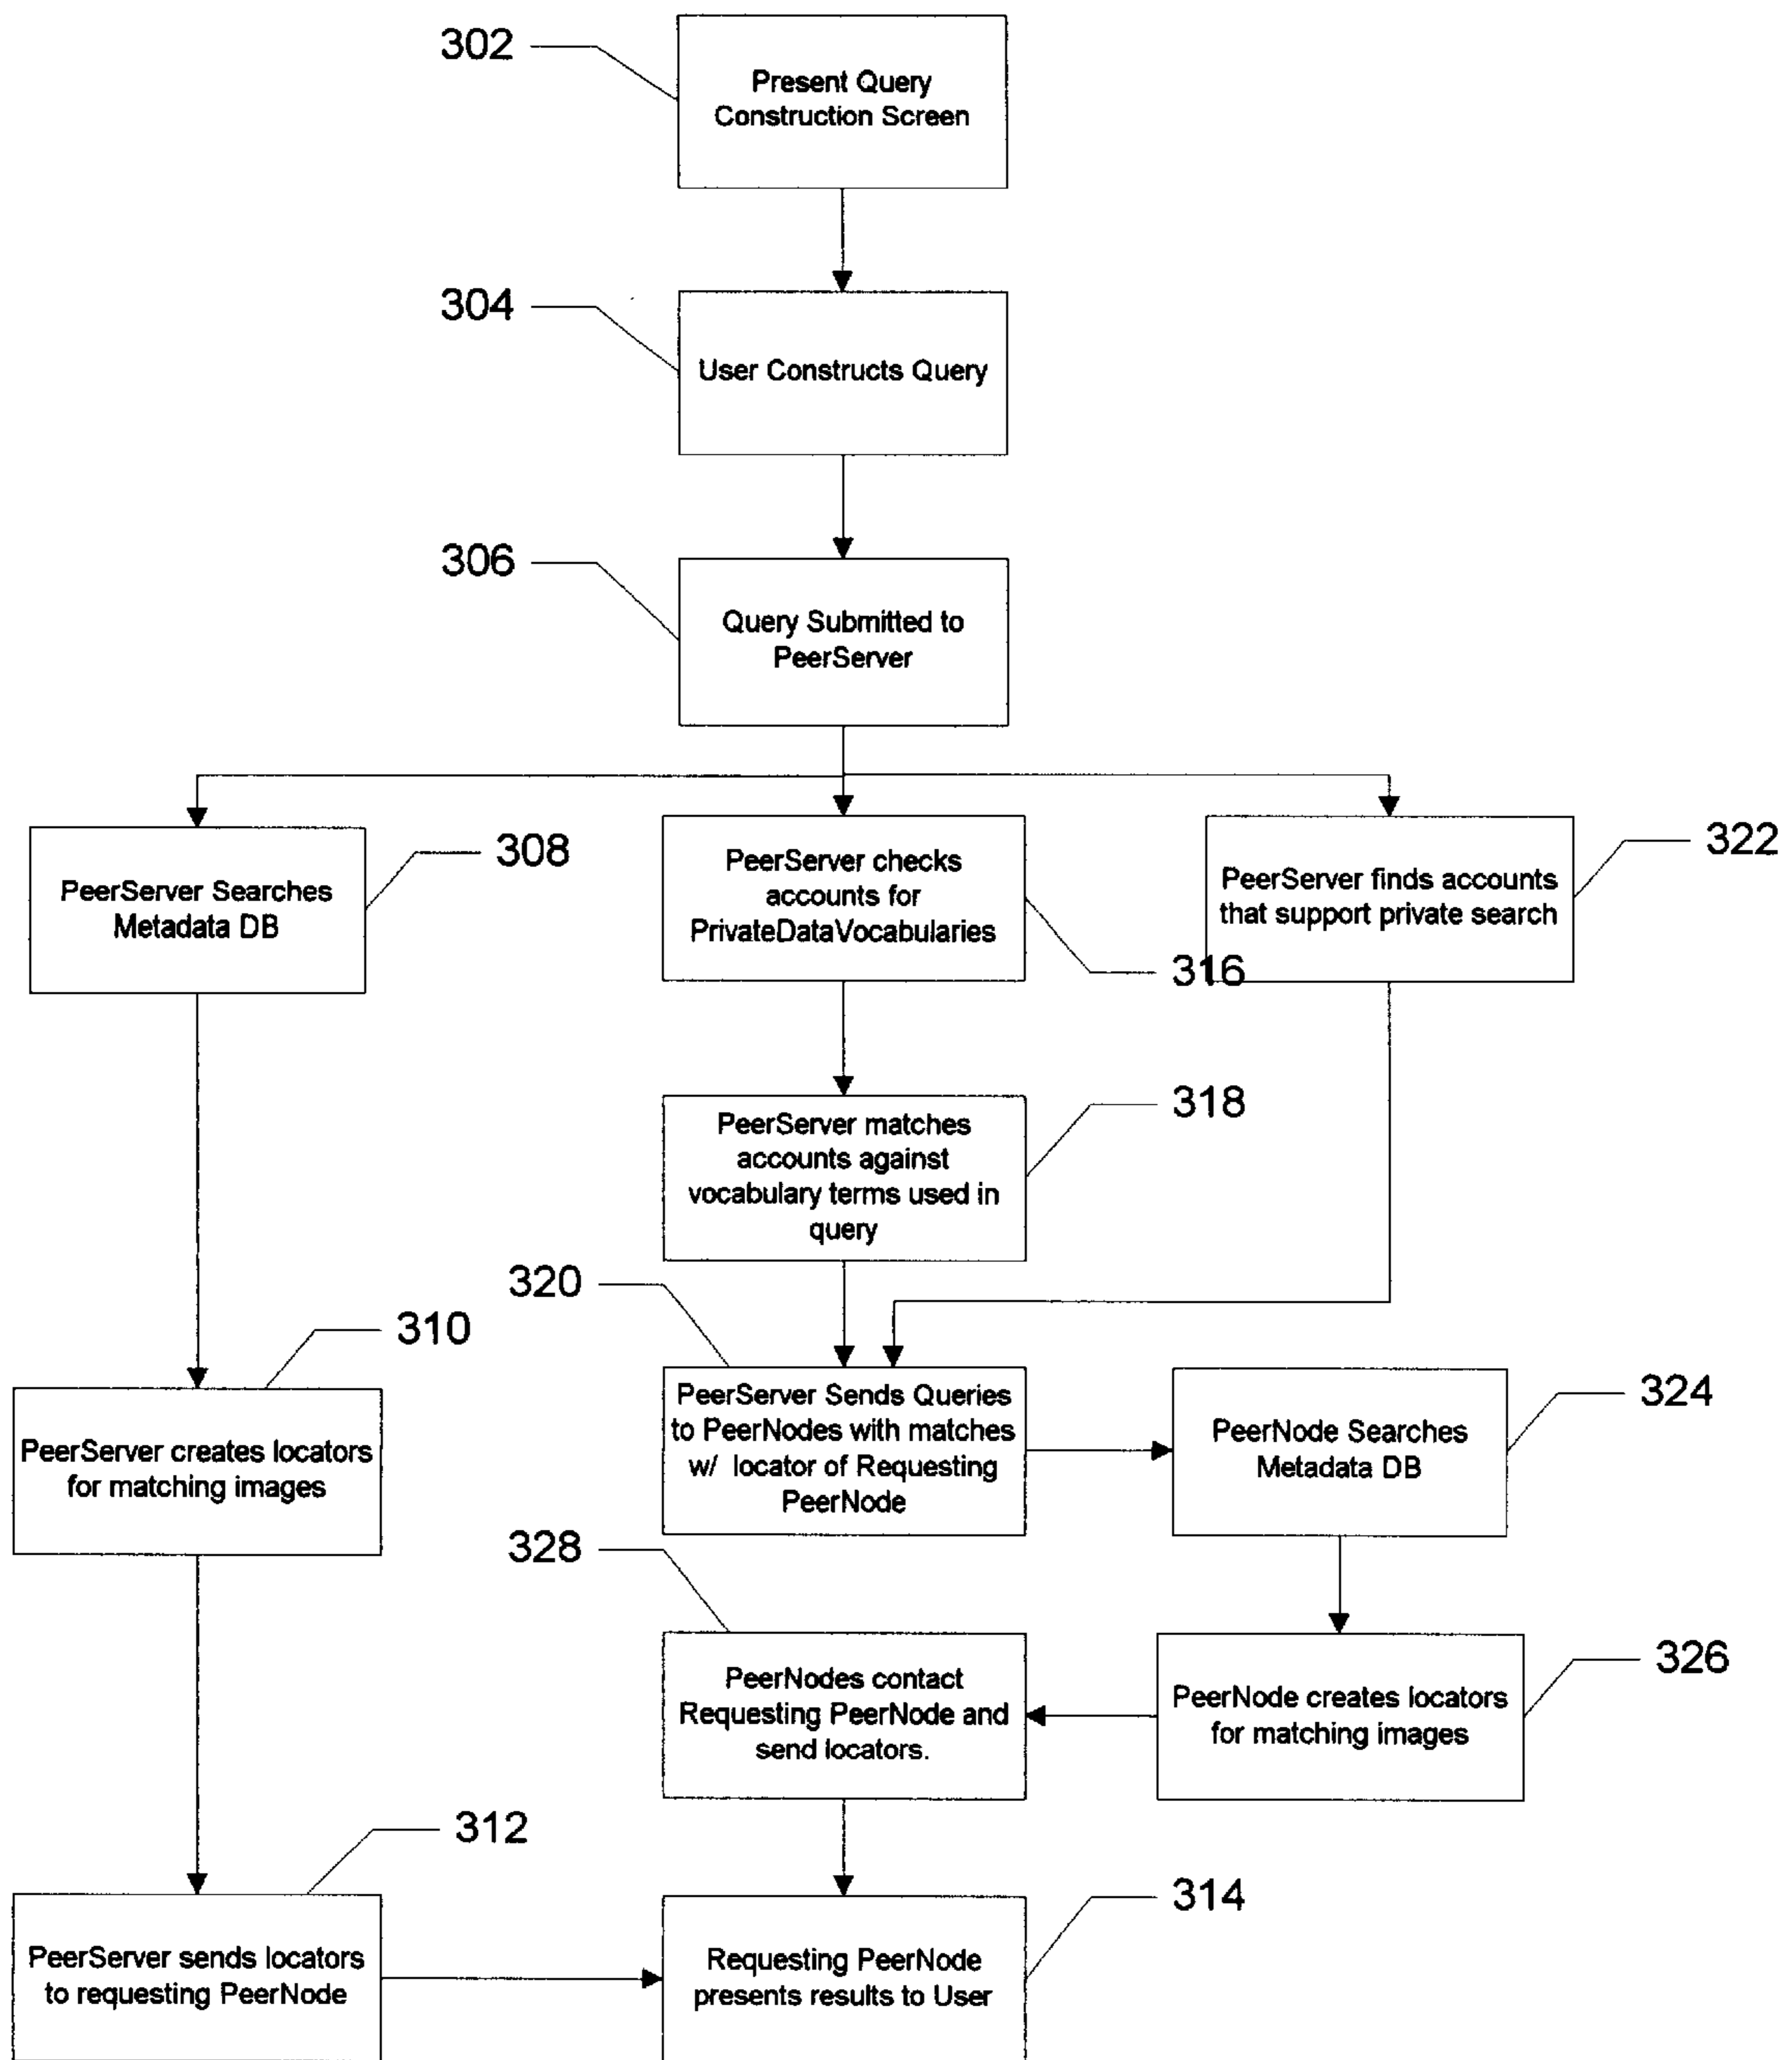 302
Present Query
Construction Screen
304
User Constructs Query
306
Query Submitted to
PeerServer
308
PeerServer Searches
Metadata DB
PeerServer checks
accounts for
PrivateDataVocabularies
316
322
PeerServer finds accounts
that support private search
318
PeerServer matches
accounts against
vocabulary terms used in
query
320
310
PeerServer creates locators
for matching images
PeerServer Sends Queries
to PeerNodes with matches
w/ locator of Requesting
PeerNode
324
PeerNode Searches
Metadata DB
328
PeerNodes contact
Requesting PeerNode and
send locators.
326
PeerNode creates locators
for matching images
312
PeerServer sends locators
to requesting PeerNode
314
Requesting PeerNode
presents results to User